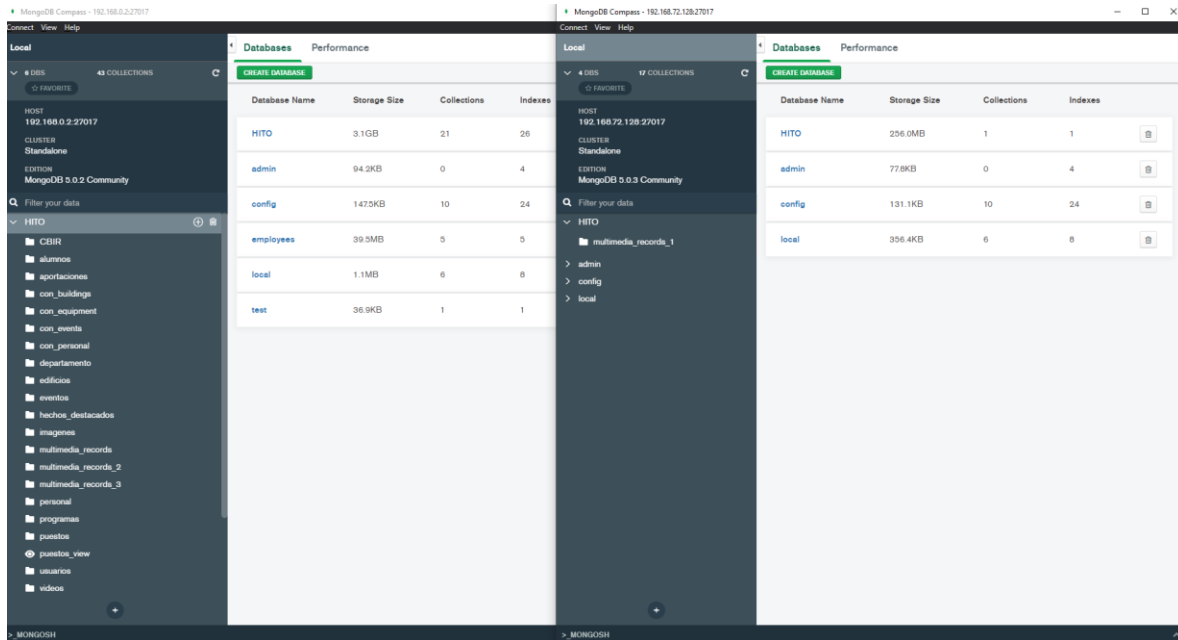 MongoDB Compass - 192.168.0.2:27017
Connect View Help
Local
6 DBS 43 COLLECTIONS
FAVORITE
HOST
192.168.0.2:27017
CLUSTER
Standalone
EDITION
MongoDB 5.0.2 Community
Filter your data
HITO
CBIR
alumnos
aportaciones
con_buildings
con_equipment
con_events
con_personal
departamento
edificios
eventos
hechos_destacados
imagenes
multimedia_records
multimedia_records_2
multimedia_records_3
personal
programas
puestos
puestos_view
usuarios
videos
>_MONGOSH
Databases Performance
CREATE DATABASE
Database Name Storage Size Collections Indexes
HITO 3.1GB 21 26
admin 94.2KB 0 4
config 147.5KB 10 24
employees 39.5MB 5 5
local 1.1MB 6 8
test 36.9KB 1 1
MongoDB Compass - 192.168.72.128:27017
Connect View Help
Local
4 DBS 17 COLLECTIONS
FAVORITE
HOST
192.168.72.128:27017
CLUSTER
Standalone
EDITION
MongoDB 5.0.3 Community
Filter your data
HITO
multimedia_records_1
admin
config
local
>_MONGOSH
Databases Performance
CREATE DATABASE
Database Name Storage Size Collections Indexes
HITO 256.0MB 1 1
admin 77.8KB 0 4
config 131.1KB 10 24
local 356.4KB 6 8